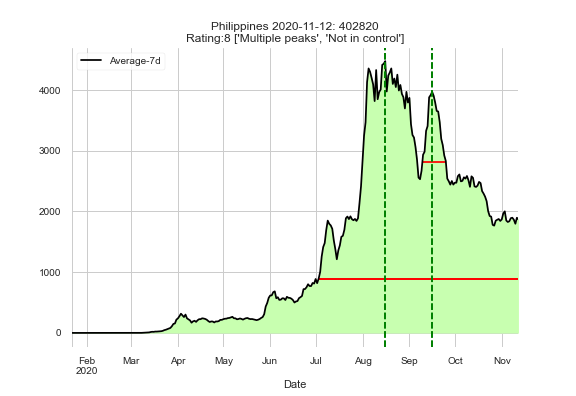 Philippines 2020-11-12: 402820
Rating:8 ['Multiple peaks', 'Not in control']
Average-7d
4000
3000
2000
1000
0
Feb Mar Apr May Jun Jul Aug Sep Oct Nov
2020
Date